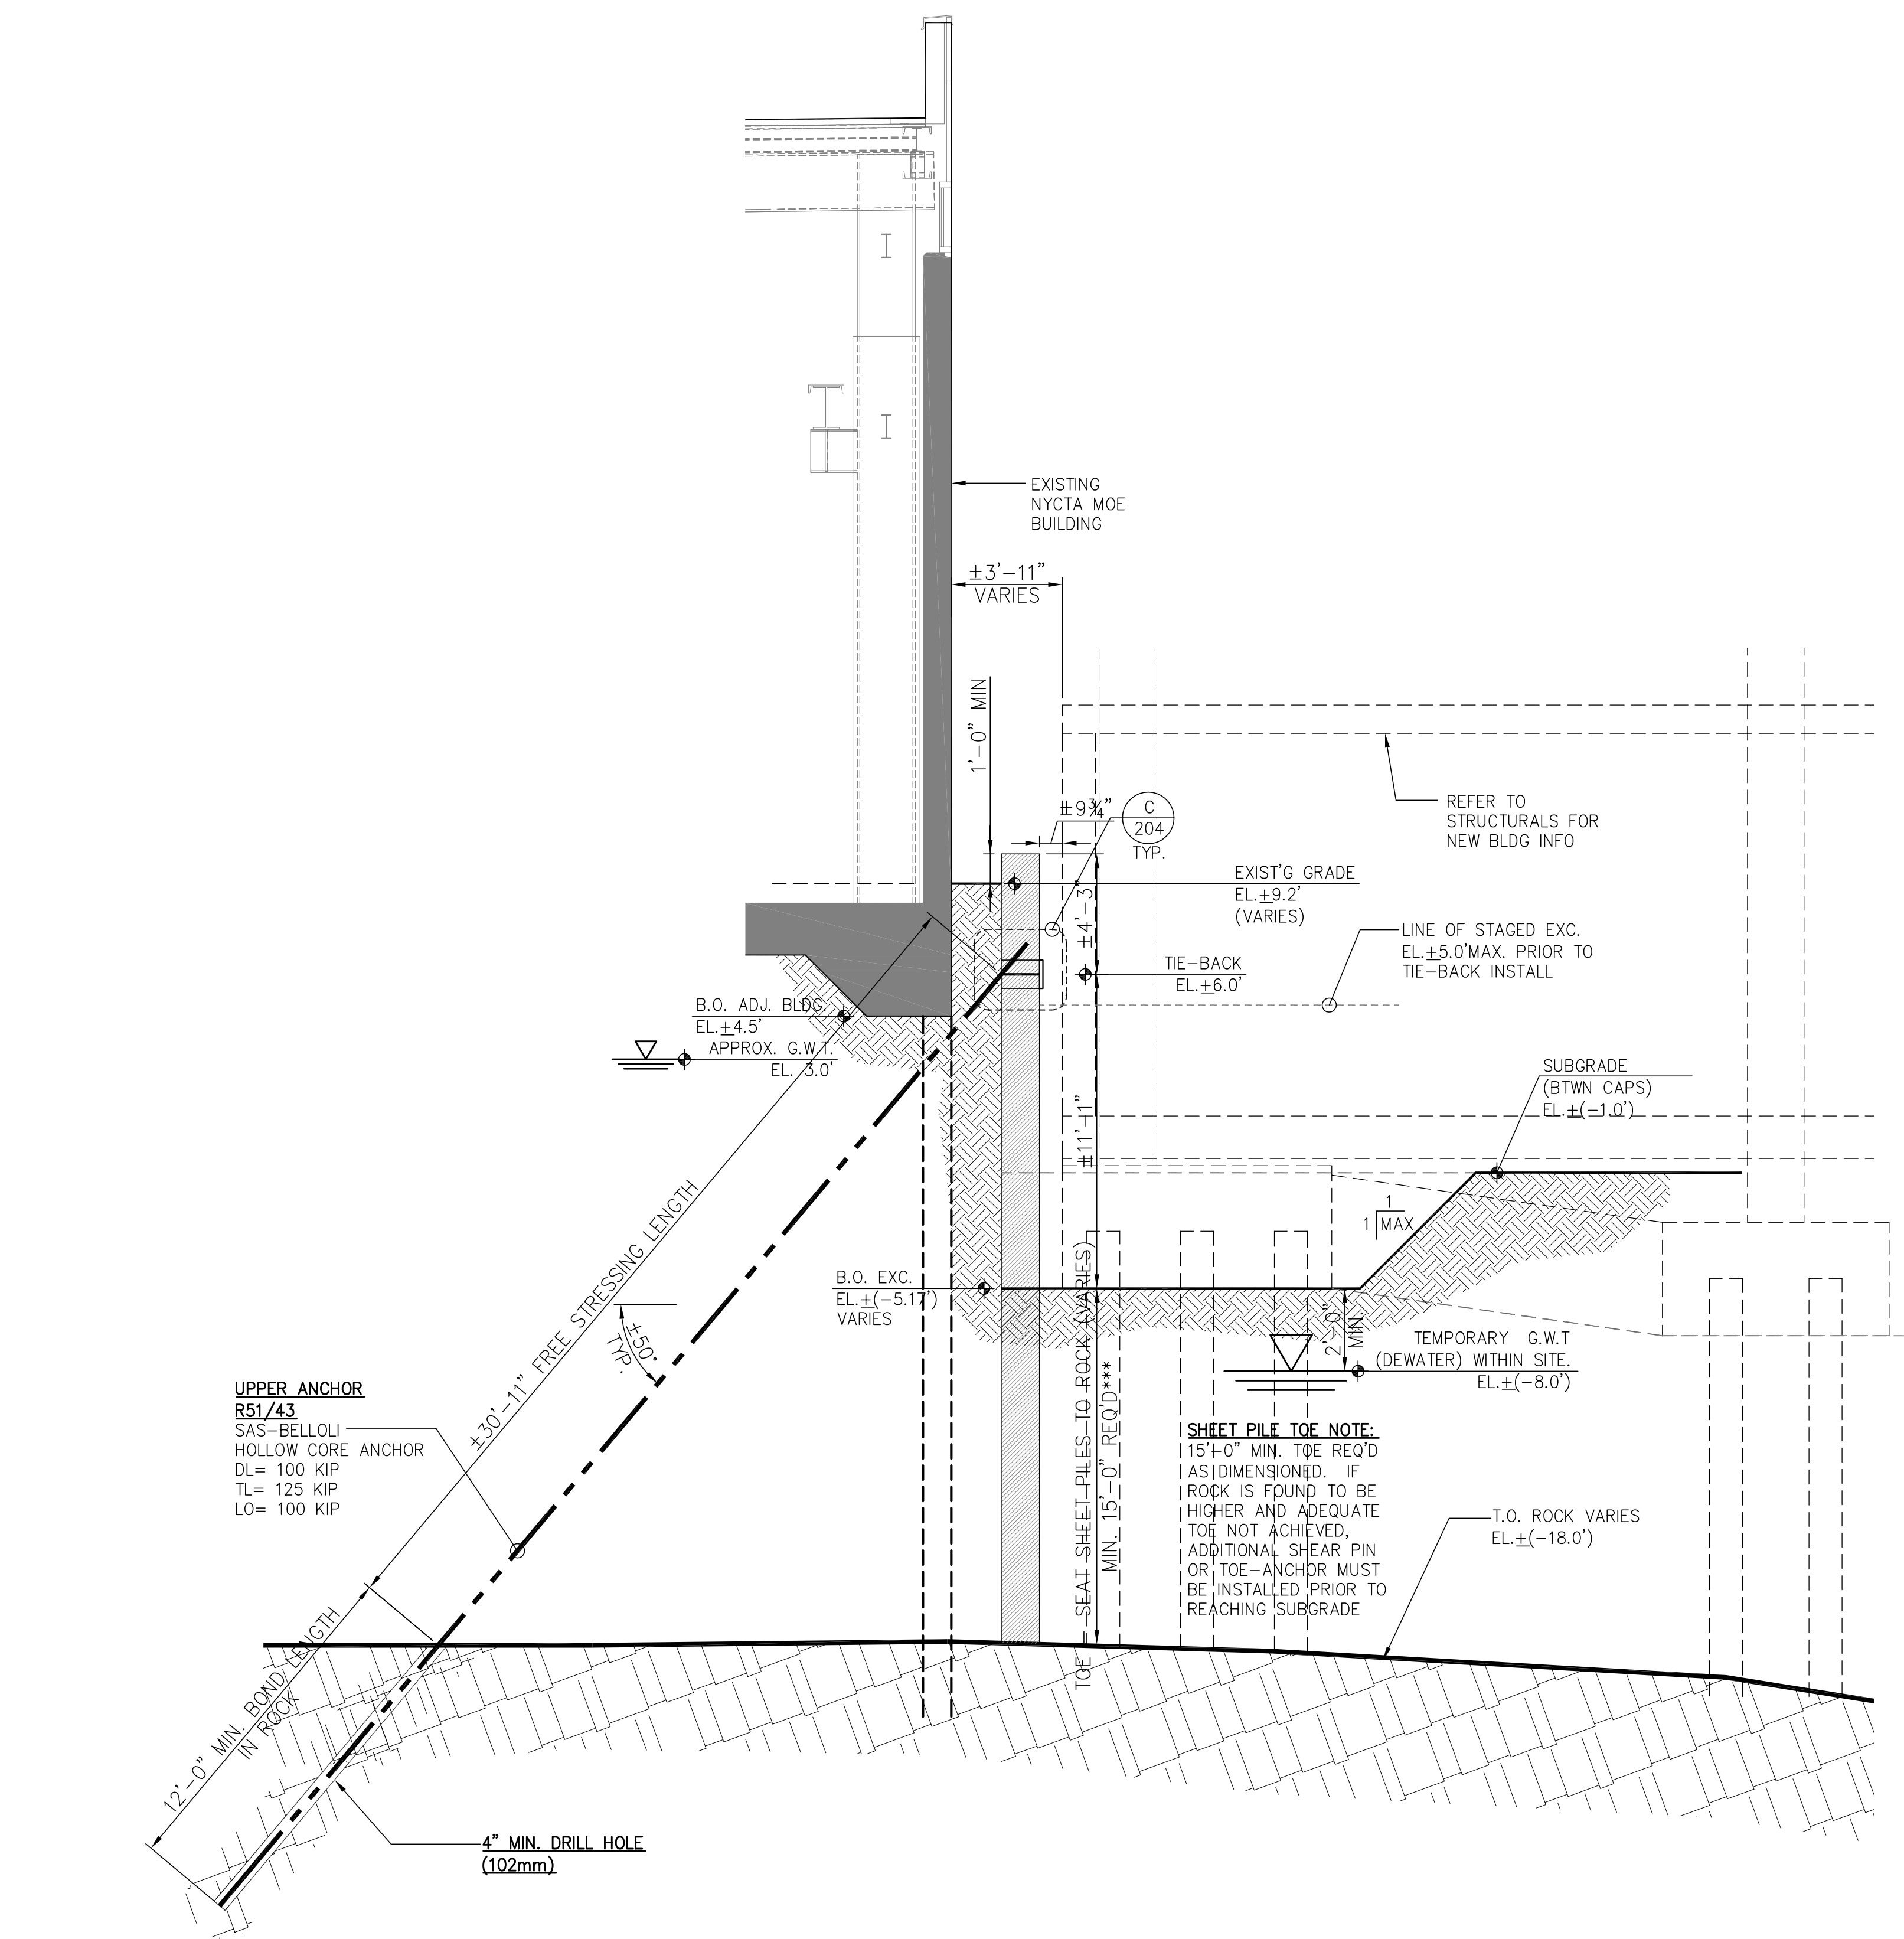 EXISTING
NYCTA MOE
BUILDING
±3'-11"
VARIES
1'-0" MIN
±9¾"
C
204
TYP.
REFER TO
STRUCTURALS FOR
NEW BLDG INFO
EXIST'G GRADE
EL.±9.2'
(VARIES)
±4'-3"
LINE OF STAGED EXC.
EL.±5.0'MAX. PRIOR TO
TIE-BACK INSTALL
TIE-BACK
EL.±6.0'
B.O. ADJ. BLDG.
EL.±4.5'
APPROX. G.W.T.
EL. 3.0'
SUBGRADE
(BTWN CAPS)
EL.±(-1.0')
±11'-1"
1
1 MAX
B.O. EXC.
EL.±(-5.17')
VARIES
±30'-11" FREE STRESSING LENGTH
±50°
TYP.
2'-0"
MIN.
TEMPORARY G.W.T
(DEWATER) WITHIN SITE.
EL.±(-8.0')
UPPER ANCHOR
R51/43
SAS-BELLOLI
HOLLOW CORE ANCHOR
DL= 100 KIP
TL= 125 KIP
LO= 100 KIP
TOE - SEAT SHEET PILES TO ROCK (VARIES)
MIN. 15'-0" REQ'D***
SHEET PILE TOE NOTE:
15'-0" MIN. TOE REQ'D
AS DIMENSIONED. IF
ROCK IS FOUND TO BE
HIGHER AND ADEQUATE
TOE NOT ACHIEVED,
ADDITIONAL SHEAR PIN
OR TOE-ANCHOR MUST
BE INSTALLED PRIOR TO
REACHING SUBGRADE
T.O. ROCK VARIES
EL.±(-18.0')
12'-0" MIN. BOND LENGTH
IN ROCK
4" MIN. DRILL HOLE
(102mm)